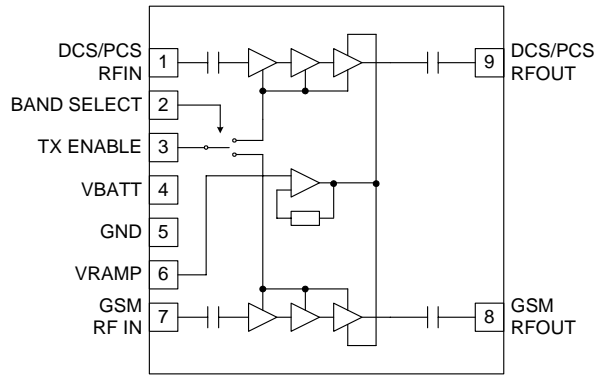 DCS/PCS
RFIN
1
9
DCS/PCS
RFOUT
BAND SELECT
2
TX ENABLE
3
VBATT
4
GND
5
VRAMP
6
GSM
RF IN
7
8
GSM
RFOUT